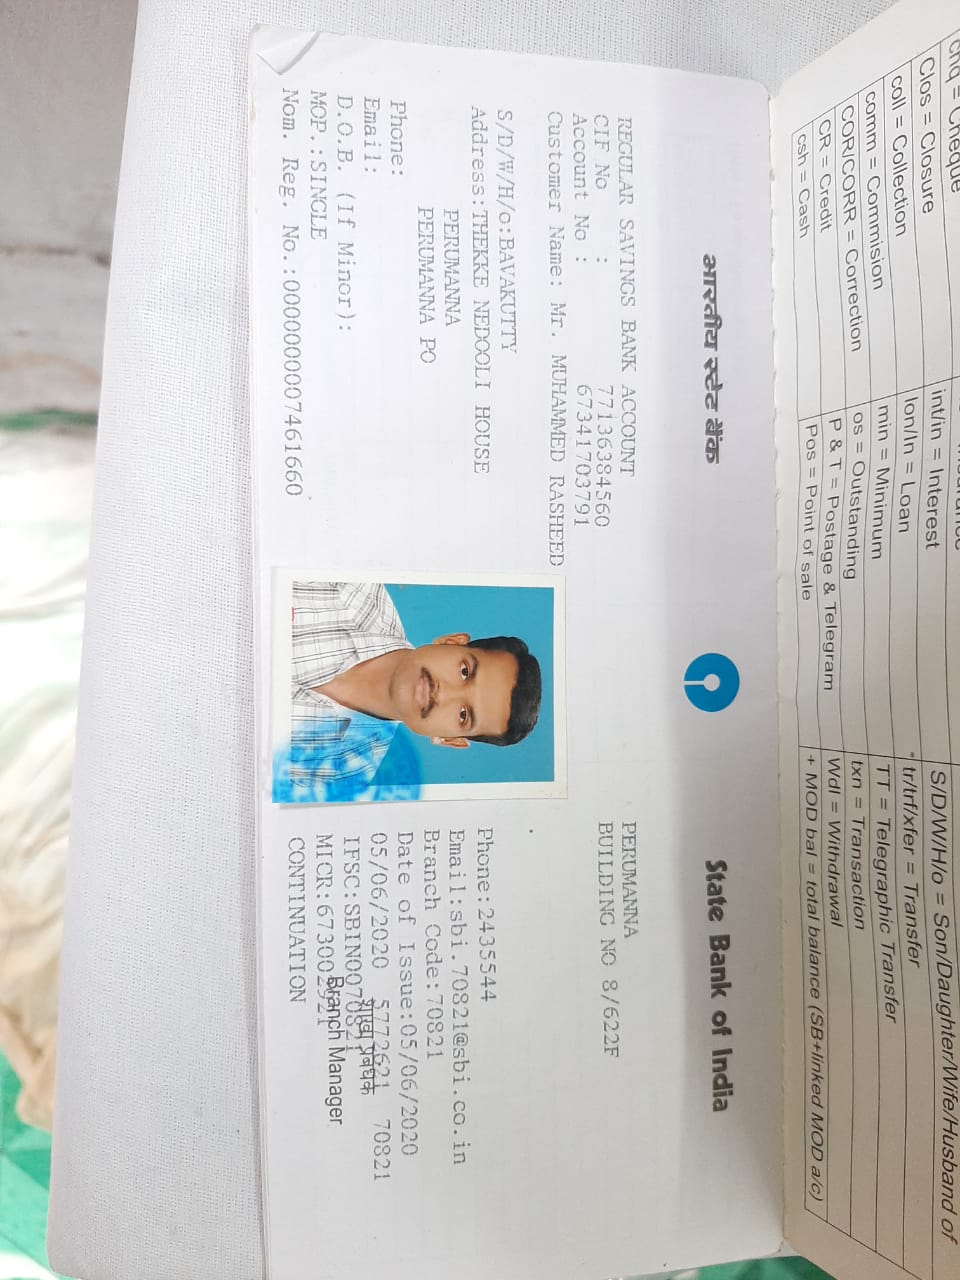 भारतीय स्टेट बैंक
State Bank of India
REGULAR SAVINGS BANK ACCOUNT
CIF No : 77136384560
Account No : 67341703791
Customer Name: Mr. MUHAMMED RASHEED
S/D/W/H/o:BAVAKUTTY
Address:THEKKE NEDOOLI HOUSE
PERUMANNA
PERUMANNA PO
Phone:
Email:
D.O.B. (If Minor):
MOP.:SINGLE
Nom. Reg. No.:0000000007461660
PERUMANNA
BUILDING NO 8/622F
Phone:2435544
Email:sbi.70821@sbi.co.in
Branch Code:70821
Date of Issue:05/06/2020
05/06/2020 5772621 70821
IFSC:SBIN0070821
शाखा प्रबंधक
MICR:673002921
Branch Manager
CONTINUATION
chq = Cheque
Clos = Closure
coll = Collection
comm = Commision
COR/CORR = Correction
CR = Credit
csh = Cash
int/in = Interest
lon/ln = Loan
min = Minimum
os = Outstanding
P & T = Postage & Telegram
Pos = Point of sale
S/D/W/H/o = Son/Daughter/Wife/Husband of
* tr/trf/xfer = Transfer
TT = Telegraphic Transfer
txn = Transaction
Wdl = Withdrawal
+ MOD bal = total balance (SB+linked MOD a/c)